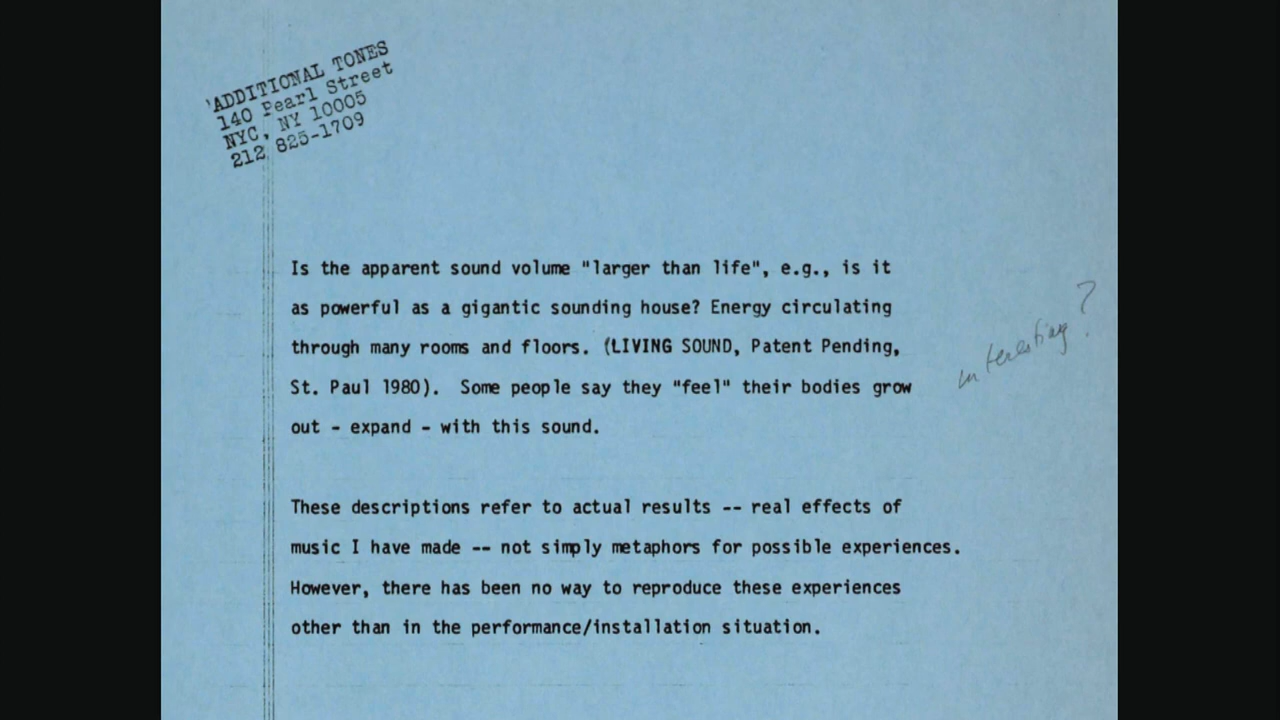 'ADDITIONAL TONES
140 Pearl Street
NYC, NY 10005
212 825-1709
Is the apparent sound volume "larger than life", e.g., is it
as powerful as a gigantic sounding house? Energy circulating
through many rooms and floors. (LIVING SOUND, Patent Pending,
St. Paul 1980).  Some people say they "feel" their bodies grow
out - expand - with this sound.
interesting?
These descriptions refer to actual results -- real effects of
music I have made -- not simply metaphors for possible experiences.
However, there has been no way to reproduce these experiences
other than in the performance/installation situation.